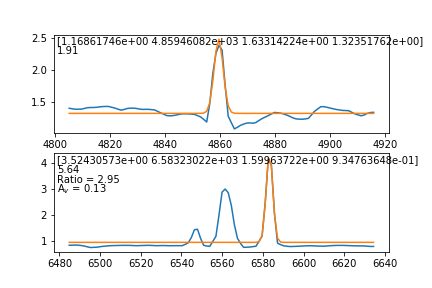 [1.16861746e+00 4.85946082e+03 1.63314224e+00 1.32351762e+00]
1.91
2.5
2.0
1.5
4800 4820 4840 4860 4880 4900 4920
[3.52430573e+00 6.58323022e+03 1.59963722e+00 9.34763648e-01]
5.64
Ratio = 2.95
Av = 0.13
4
3
2
1
6480 6500 6520 6540 6560 6580 6600 6620 6640